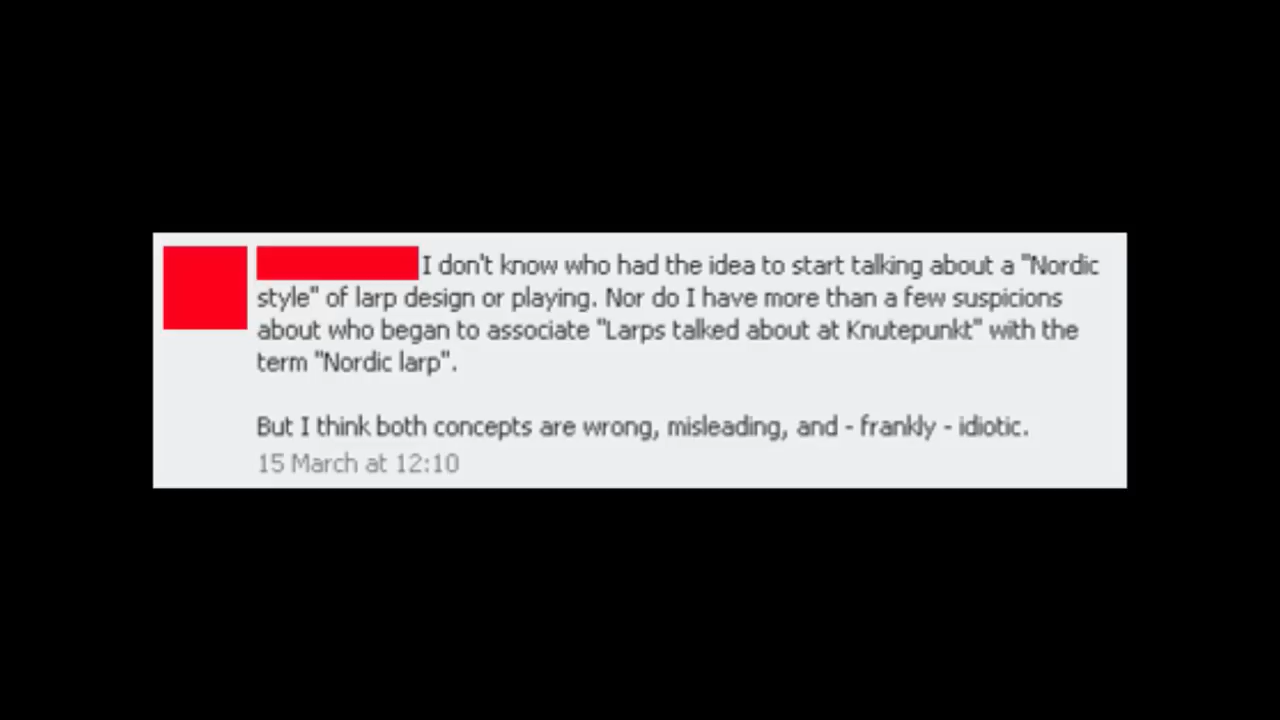 I don't know who had the idea to start talking about a "Nordic
style" of larp design or playing. Nor do I have more than a few suspicions
about who began to associate "Larps talked about at Knutepunkt" with the
term "Nordic larp".
But I think both concepts are wrong, misleading, and - frankly - idiotic.
15 March at 12:10